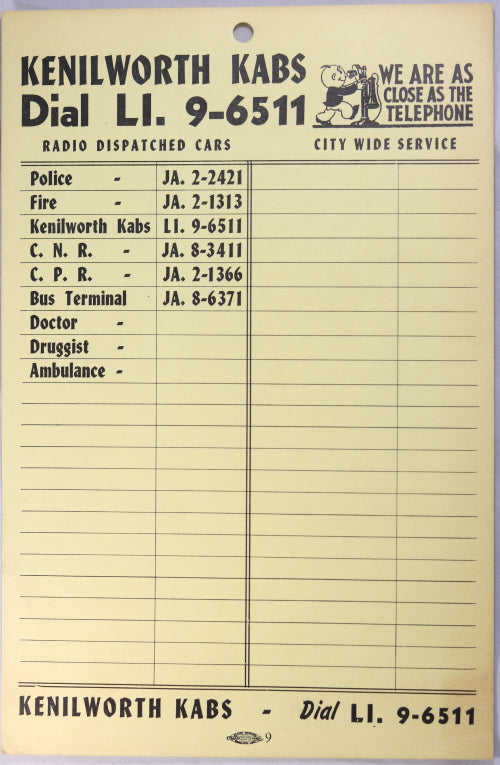 KENILWORTH KABS
Dial LI. 9-6511
WE ARE AS
CLOSE AS THE
TELEPHONE
RADIO DISPATCHED CARS
CITY WIDE SERVICE
Police - JA. 2-2421
Fire - JA. 2-1313
Kenilworth Kabs LI. 9-6511
C. N. R. - JA. 8-3411
C. P. R. - JA. 2-1366
Bus Terminal JA. 8-6371
Doctor -
Druggist -
Ambulance -
KENILWORTH KABS - Dial LI. 9-6511
9